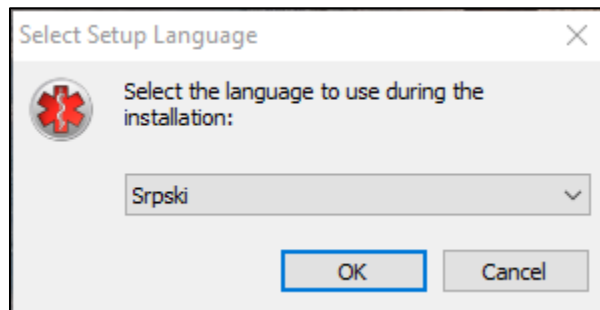 Select Setup Language
Select the language to use during the
installation:
Srpski
OK
Cancel